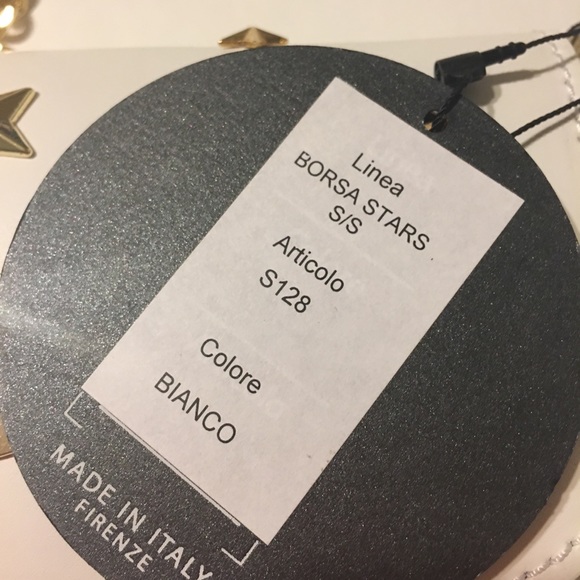 Linea
BORSA STARS
S/S
Articolo
S128
Colore
BIANCO
MADE IN ITALY
FIRENZE